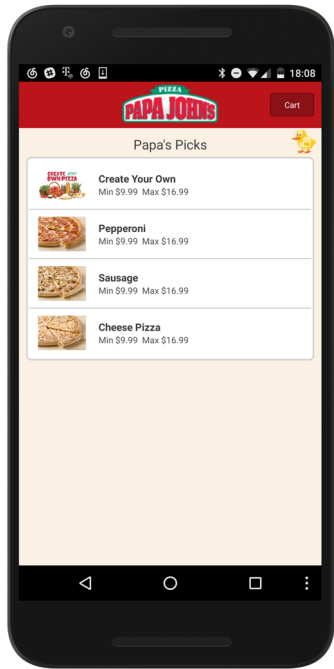 18:08
PIZZA
PAPA JOHN'S
Cart
Papa's Picks
CREATE YOUR
OWN PIZZA
Create Your Own
Min $9.99 Max $16.99
Pepperoni
Min $9.99 Max $16.99
Sausage
Min $9.99 Max $16.99
Cheese Pizza
Min $9.99 Max $16.99